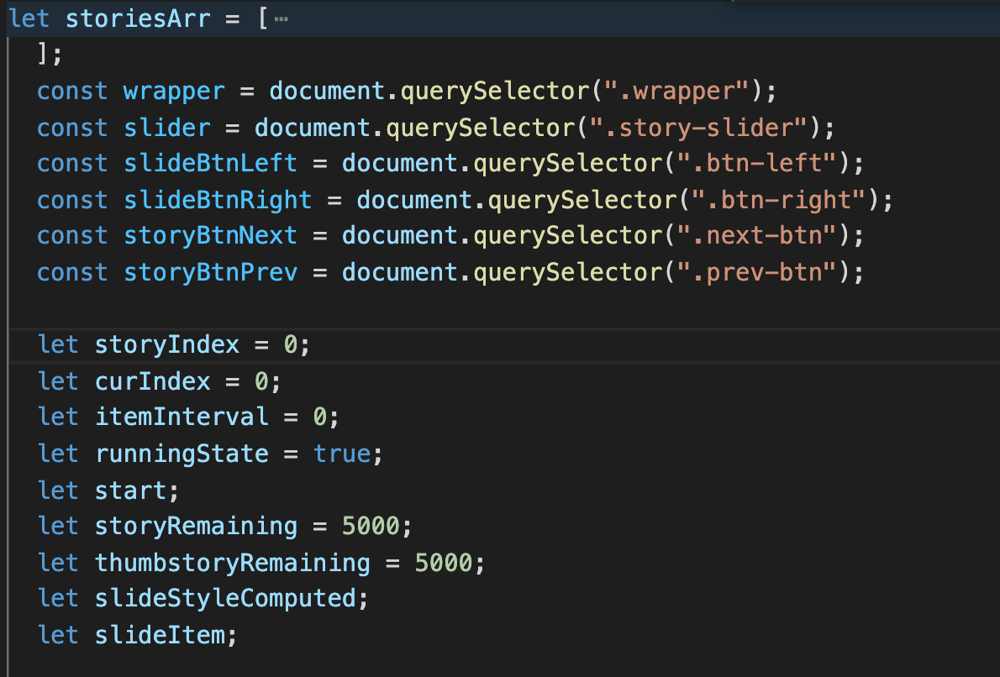 let storiesArr = [⋯
];
const wrapper = document.querySelector(".wrapper");
const slider = document.querySelector(".story-slider");
const slideBtnLeft = document.querySelector(".btn-left");
const slideBtnRight = document.querySelector(".btn-right");
const storyBtnNext = document.querySelector(".next-btn");
const storyBtnPrev = document.querySelector(".prev-btn");
let storyIndex = 0;
let curIndex = 0;
let itemInterval = 0;
let runningState = true;
let start;
let storyRemaining = 5000;
let thumbstoryRemaining = 5000;
let slideStyleComputed;
let slideItem;